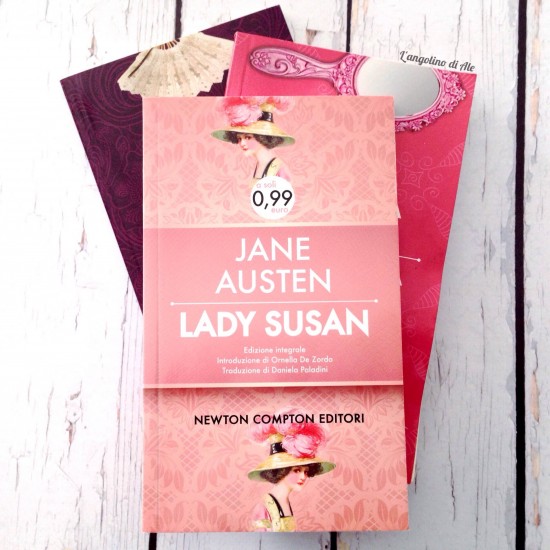 L'angolino di Ale
a soli
0,99
euro
JANE
AUSTEN
LADY SUSAN
Edizione integrale
Introduzione di Ornella De Zordo
Traduzione di Daniela Paladini
NEWTON COMPTON EDITORI